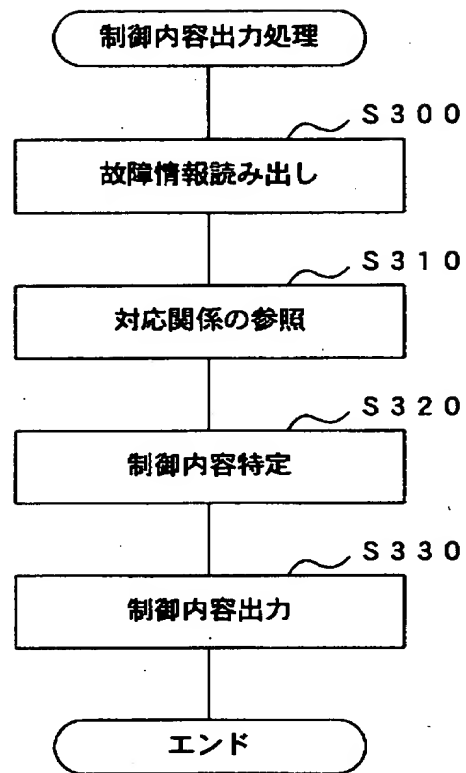 制御内容出力処理
S300
故障情報読み出し
S310
対応関係の参照
S320
制御内容特定
S330
制御内容出力
エンド